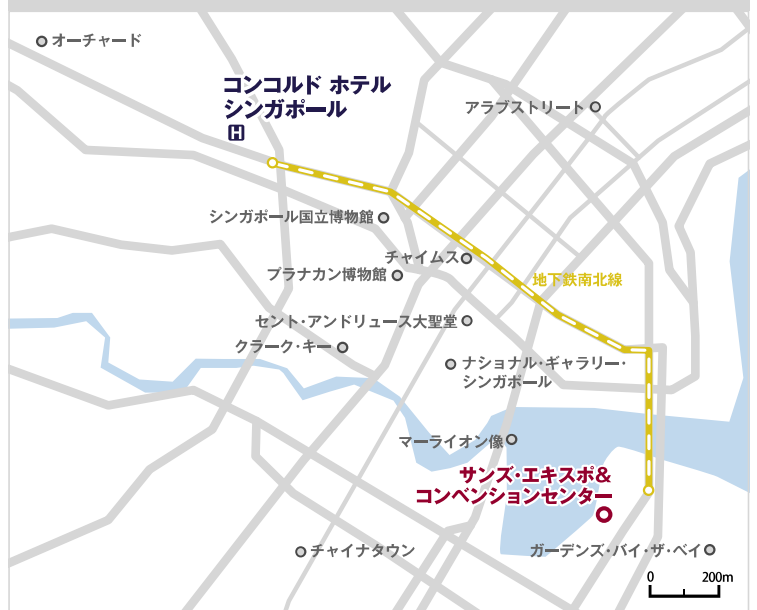 オーチャード
コンコルド ホテル
シンガポール
H
アラブストリート
シンガポール国立博物館
チャイムス
プラナカン博物館
地下鉄南北線
セント・アンドリュース大聖堂
クラーク・キー
ナショナル・ギャラリー・
シンガポール
マーライオン像
サンズ・エキスポ&
コンベンションセンター
チャイナタウン
ガーデンズ・バイ・ザ・ベイ
0 200m